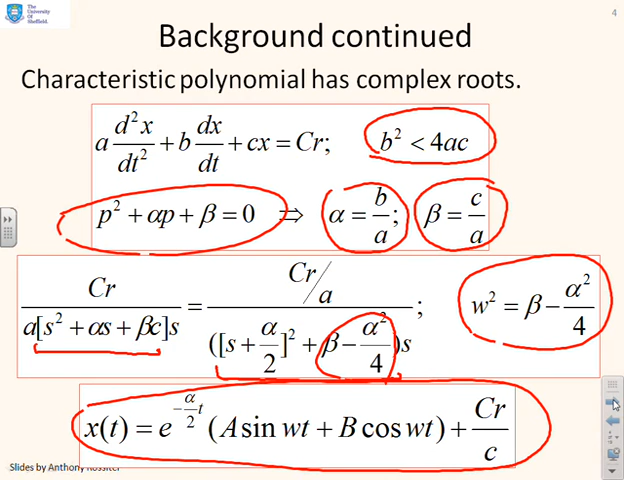 The
University
Of
Sheffield.
4
Background continued
Characteristic polynomial has complex roots.
a d²x/dt² + b dx/dt + cx = Cr; b² < 4ac
p² + αp + β = 0 ⇒ α = b/a; β = c/a
Cr / a[s² + αs + βc]s = Cr/a / ([s + α/2]² + β − α²/4)s ; w² = β − α²/4
x(t) = e^(−α/2 t) (A sin wt + B cos wt) + Cr/c
Slides by Anthony Rossiter